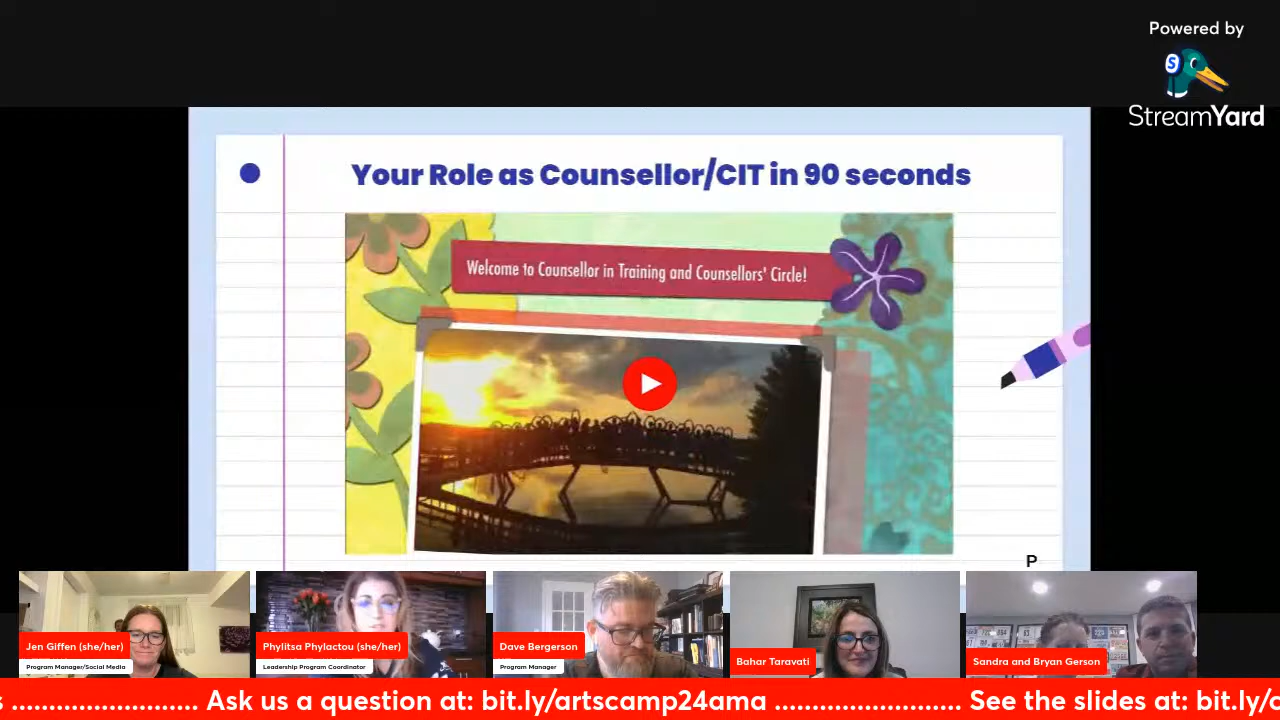 Powered by
StreamYard
Your Role as Counsellor/CIT in 90 seconds
Welcome to Counsellor in Training and Counsellors' Circle!
P
Jen Giffen (she/her)
Program Manager/Social Media
Phylitsa Phylactou (she/her)
Leadership Program Coordinator
Dave Bergerson
Program Manager
Bahar Taravati
Sandra and Bryan Gerson
s ........................ Ask us a question at: bit.ly/artscamp24ama ........................ See the slides at: bit.ly/